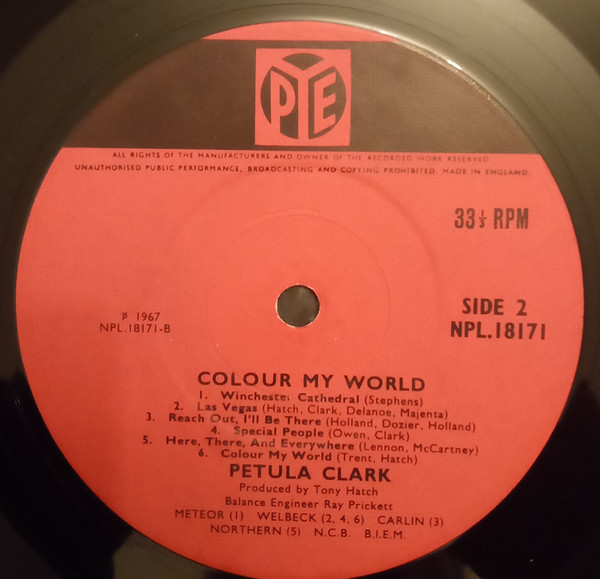 PYE
ALL RIGHTS OF THE MANUFACTURERS AND OWNER OF THE RECORDED WORK RESERVED
UNAUTHORISED PUBLIC PERFORMANCE, BROADCASTING AND COPYING PROHIBITED. MADE IN ENGLAND.
33⅓ RPM
℗ 1967
NPL.18171-B
SIDE 2
NPL.18171
COLOUR MY WORLD
1. Winchester Cathedral (Stephens)
2. Las Vegas (Hatch, Clark, Delanoe, Majenta)
3. Reach Out, I'll Be There (Holland, Dozier, Holland)
4. Special People (Owen, Clark)
5. Here, There, And Everywhere (Lennon, McCartney)
6. Colour My World (Trent, Hatch)
PETULA CLARK
Produced by Tony Hatch
Balance Engineer Ray Prickett
METEOR (1) WELBECK (2, 4, 6) CARLIN (3)
NORTHERN (5) N.C.B. B.I.E.M.